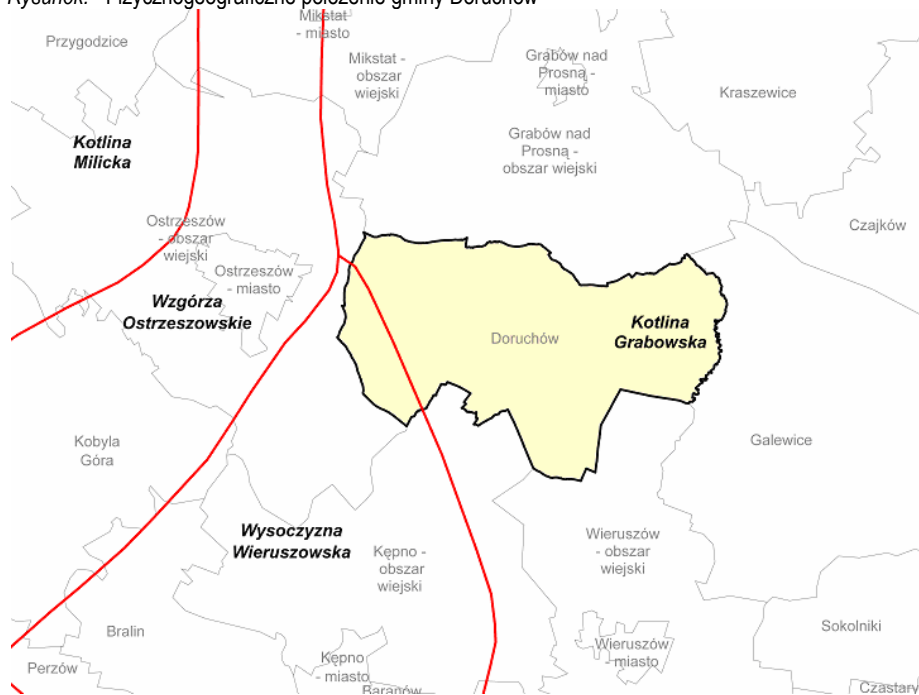 Rysunok. Fizycznogeograficzne położenie gminy Doruchów
Mikstat
- miasto
Przygodzice
Mikstat -
obszar
wiejski
Grabów nad
Prosną -
miasto
Kraszewice
Kotlina
Milicka
Grabów nad
Prosną -
obszar wiejski
Ostrzeszów
- obszar
wiejski
Czajków
Ostrzeszów
- miasto
Wzgórza
Ostrzeszowskie
Doruchów
Kotlina
Grabowska
Kobyla
Góra
Galewice
Wysoczyzna
Wieruszowska
Kępno -
obszar
wiejski
Wieruszów
- obszar
wiejski
Bralin
Sokolniki
Perzów
Kępno
- miasto
Wieruszów
- miasto
Baranów
Czastary